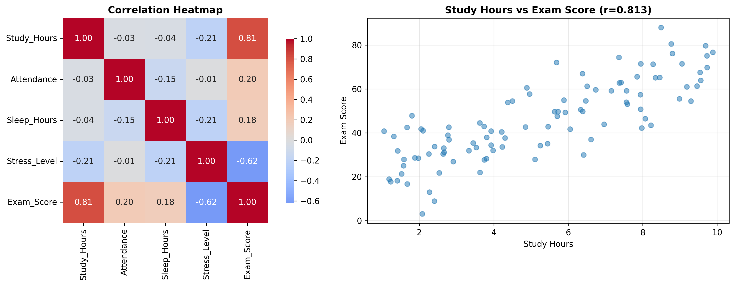 Correlation Heatmap
Study_Hours 1.00 -0.03 -0.04 -0.21 0.81
Attendance -0.03 1.00 -0.15 -0.01 0.20
Sleep_Hours -0.04 -0.15 1.00 -0.21 0.18
Stress_Level -0.21 -0.01 -0.21 1.00 -0.62
Exam_Score 0.81 0.20 0.18 -0.62 1.00
Study_Hours
Attendance
Sleep_Hours
Stress_Level
Exam_Score
1.0
0.8
0.6
0.4
0.2
0.0
−0.2
−0.4
−0.6
Study Hours vs Exam Score (r=0.813)
Exam Score
80
60
40
20
0
2 4 6 8 10
Study Hours